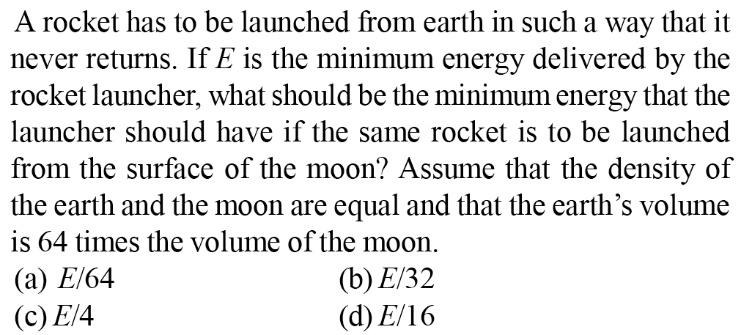 A rocket has to be launched from earth in such a way that it
never returns. If E is the minimum energy delivered by the
rocket launcher, what should be the minimum energy that the
launcher should have if the same rocket is to be launched
from the surface of the moon? Assume that the density of
the earth and the moon are equal and that the earth's volume
is 64 times the volume of the moon.
(a) E/64 (b) E/32
(c) E/4 (d) E/16